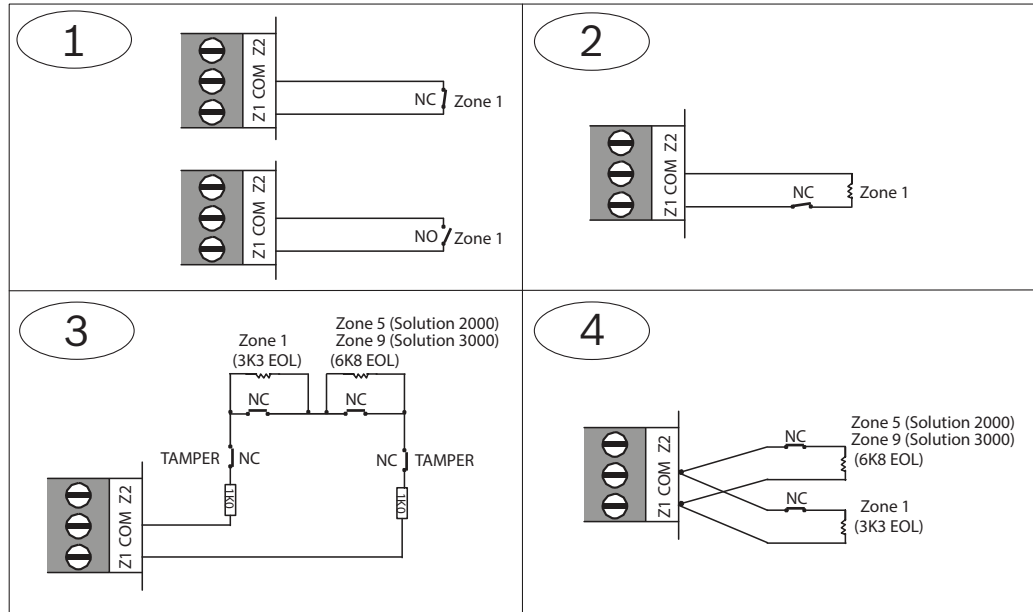 1
Z1 COM Z2
NC Zone 1
Z1 COM Z2
NO Zone 1
2
Z1 COM Z2
NC
Zone 1
3
Zone 5 (Solution 2000)
Zone 1 Zone 9 (Solution 3000)
(3K3 EOL) (6K8 EOL)
NC NC
TAMPER NC NC TAMPER
1K0 1K0
Z1 COM Z2
4
Z1 COM Z2
NC
Zone 5 (Solution 2000)
Zone 9 (Solution 3000)
(6K8 EOL)
NC
Zone 1
(3K3 EOL)